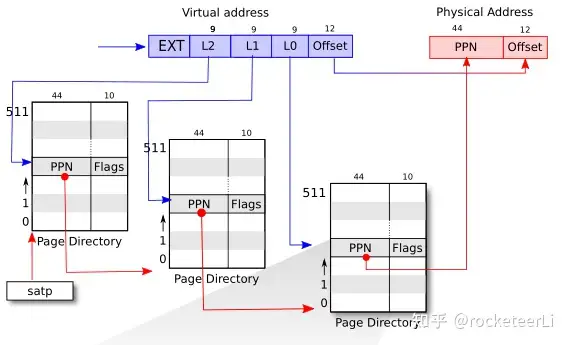 Virtual address
Physical Address
9 9 9 12
EXT L2 L1 L0 Offset
44 12
PPN Offset
44 10
511
PPN Flags
1
0
Page Directory
satp
44 10
511
PPN Flags
1
0
Page Directory
44 10
511
PPN Flags
1
0
Page Directory
知乎 @rocketeerLi